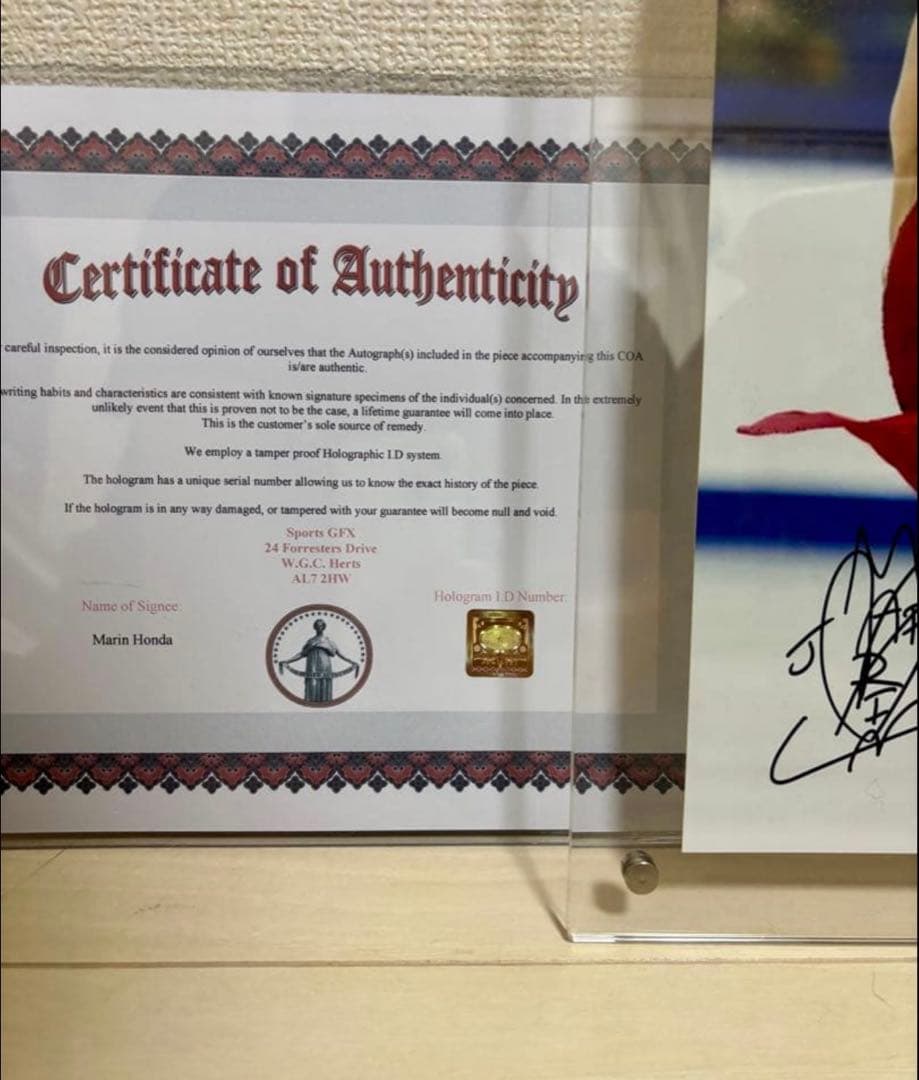 Certificate of Authenticity
careful inspection, it is the considered opinion of ourselves that the Autograph(s) included in the piece accompanying this COA
is/are authentic.
writing habits and characteristics are consistent with known signature specimens of the individual(s) concerned. In the extremely
unlikely event that this is proven not to be the case, a lifetime guarantee will come into place.
This is the customer's sole source of remedy.
We employ a tamper proof Holographic I.D system.
The hologram has a unique serial number allowing us to know the exact history of the piece.
If the hologram is in any way damaged, or tampered with your guarantee will become null and void.
Sports GFX
24 Forresters Drive
W.G.C. Herts
AL7 2HW
Name of Signee:
Hologram I.D Number:
Marin Honda